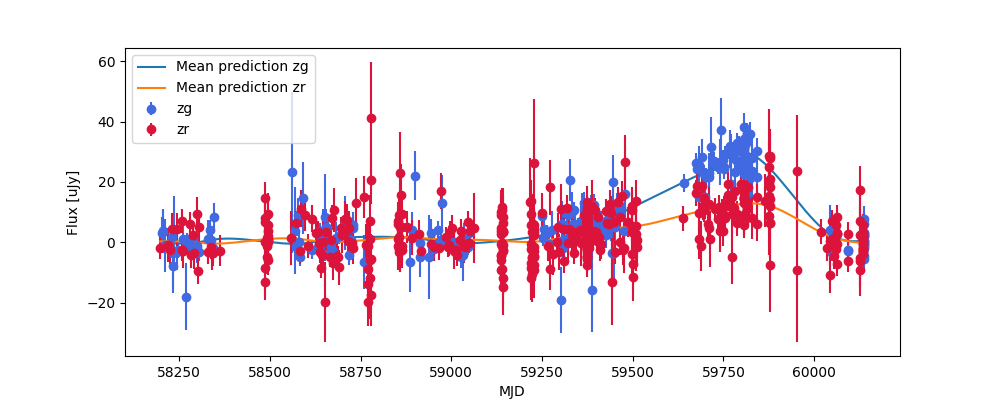 60
40
20
0
−20
Flux [uJy]
Mean prediction zg
Mean prediction zr
zg
zr
58250 58500 58750 59000 59250 59500 59750 60000
MJD